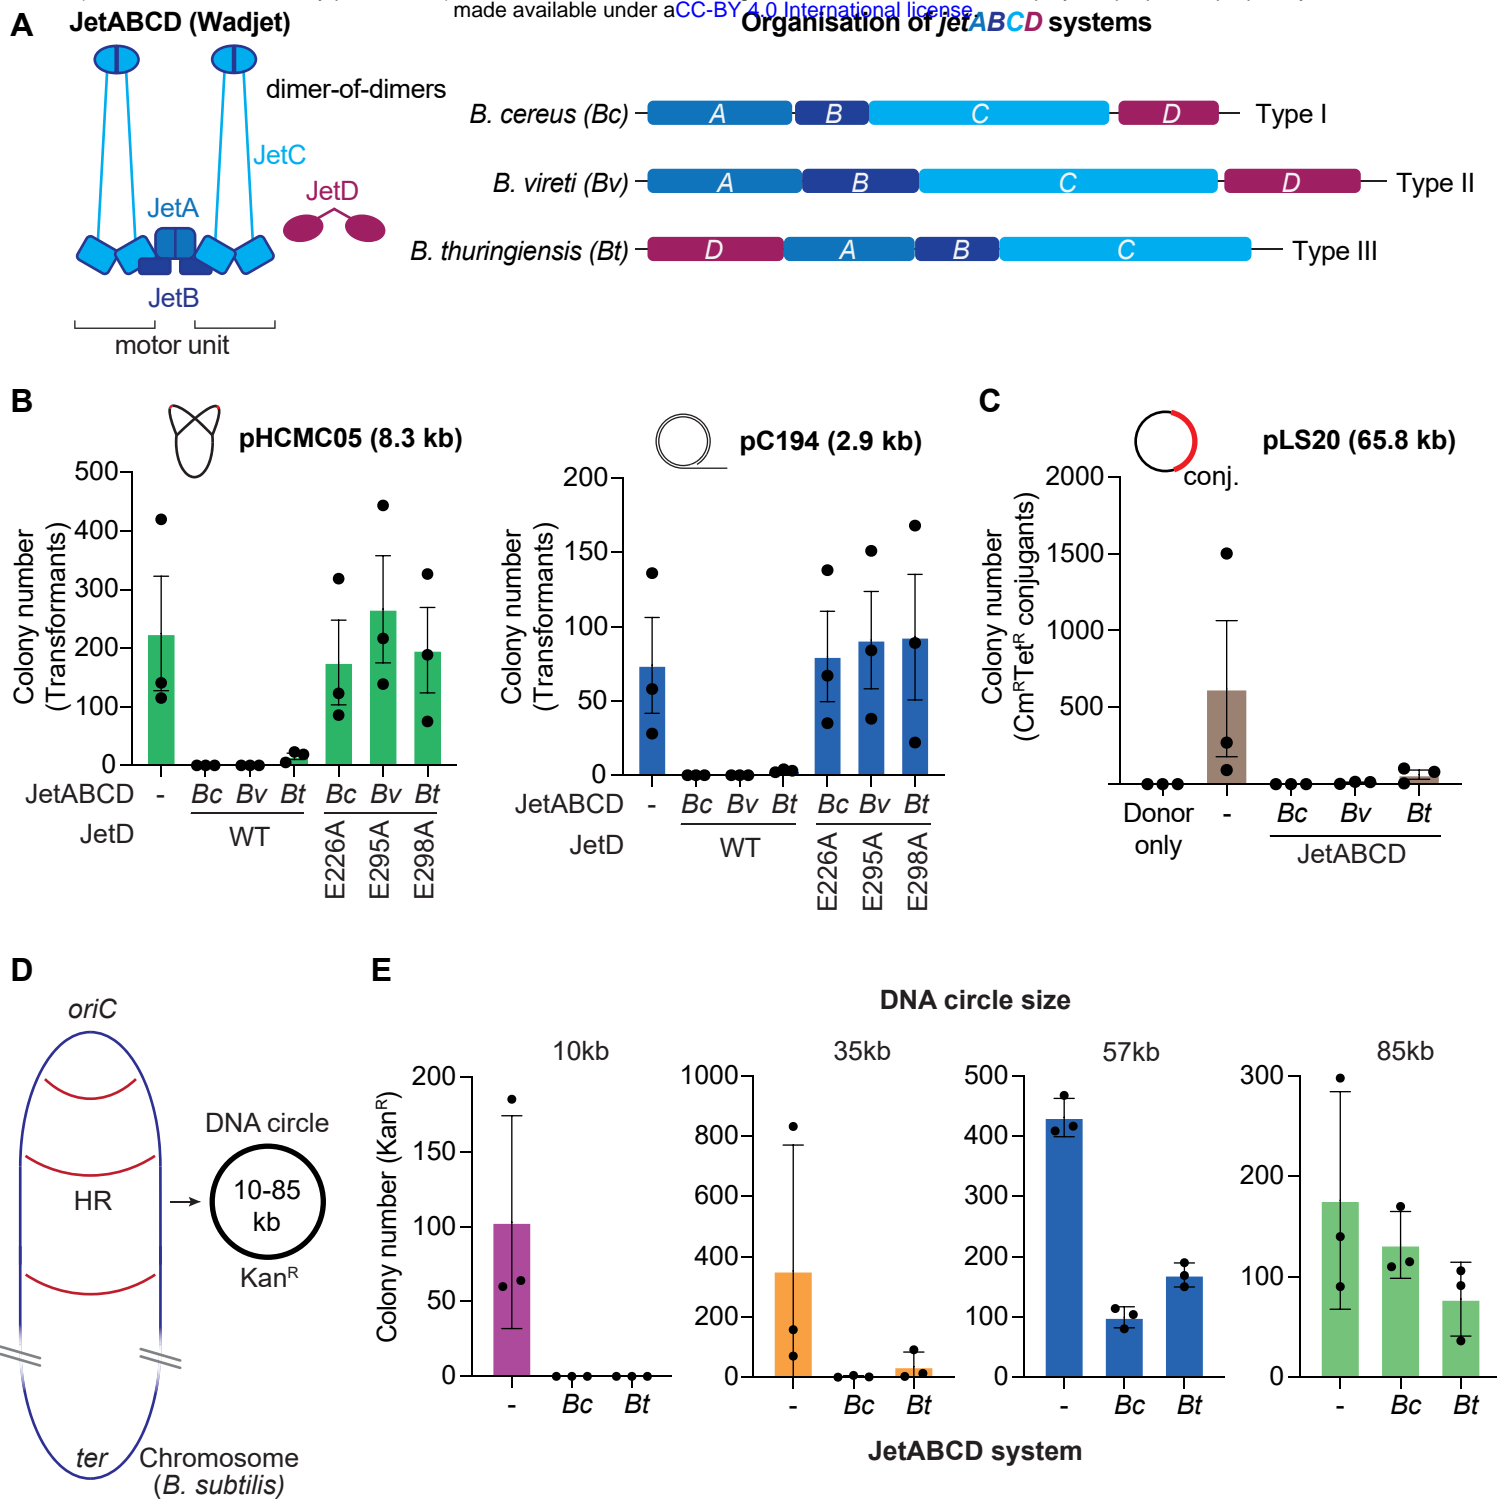 made available under aCC-BY 4.0 International license.
A
JetABCD (Wadjet)
dimer-of-dimers
JetC
JetD
JetA
JetB
motor unit
Organisation of jetABCD systems
B. cereus (Bc) A B C D Type I
B. vireti (Bv) A B C D Type II
B. thuringiensis (Bt) D A B C Type III
B
pHCMC05 (8.3 kb)
Colony number
(Transformants)
500
400
300
200
100
0
JetABCD - Bc Bv Bt Bc Bv Bt
JetD WT E226A E295A E298A
pC194 (2.9 kb)
Colony number
(Transformants)
200
150
100
50
0
JetABCD - Bc Bv Bt Bc Bv Bt
JetD WT E226A E295A E298A
C
conj.
pLS20 (65.8 kb)
Colony number
(CmRTetR conjugants)
2000
1500
1000
500
Donor
only
- Bc Bv Bt
JetABCD
D
oriC
HR
ter
Chromosome
(B. subtilis)
DNA circle
10-85
kb
KanR
E
DNA circle size
Colony number (KanR)
10kb
200
150
100
50
0
- Bc Bt
35kb
1000
800
600
400
200
0
- Bc Bt
57kb
500
400
300
200
100
0
- Bc Bt
85kb
300
200
100
0
- Bc Bt
JetABCD system